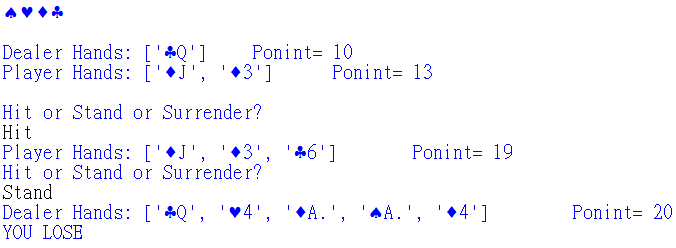 ♠♥♦♣
Dealer Hands: ['♣Q']    Ponint= 10
Player Hands: ['♦J', '♦3']     Ponint= 13
Hit or Stand or Surrender?
Hit
Player Hands: ['♦J', '♦3', '♣6']      Ponint= 19
Hit or Stand or Surrender?
Stand
Dealer Hands: ['♣Q', '♥4', '♦A.', '♠A.', '♦4']      Ponint= 20
YOU LOSE